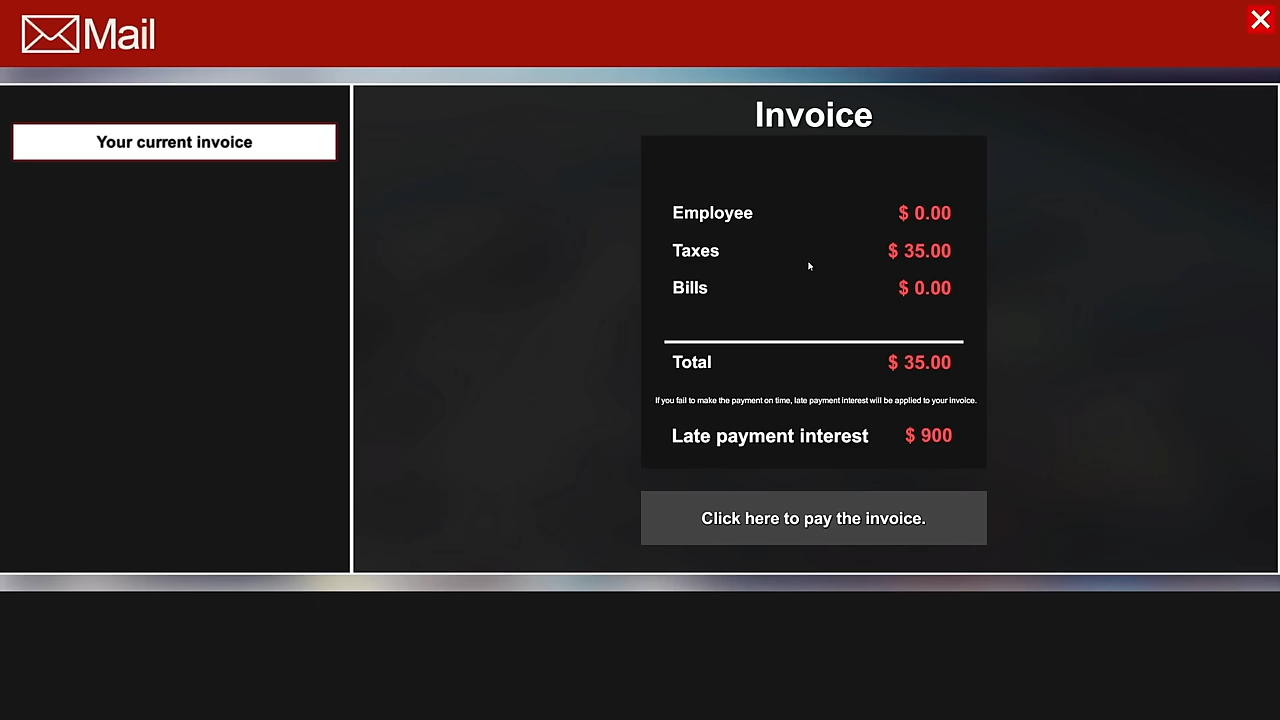 Mail
Your current invoice
Invoice
Employee $ 0.00
Taxes $ 35.00
Bills $ 0.00
Total $ 35.00
If you fail to make the payment on time, late payment interest will be applied to your invoice.
Late payment interest $ 900
Click here to pay the invoice.